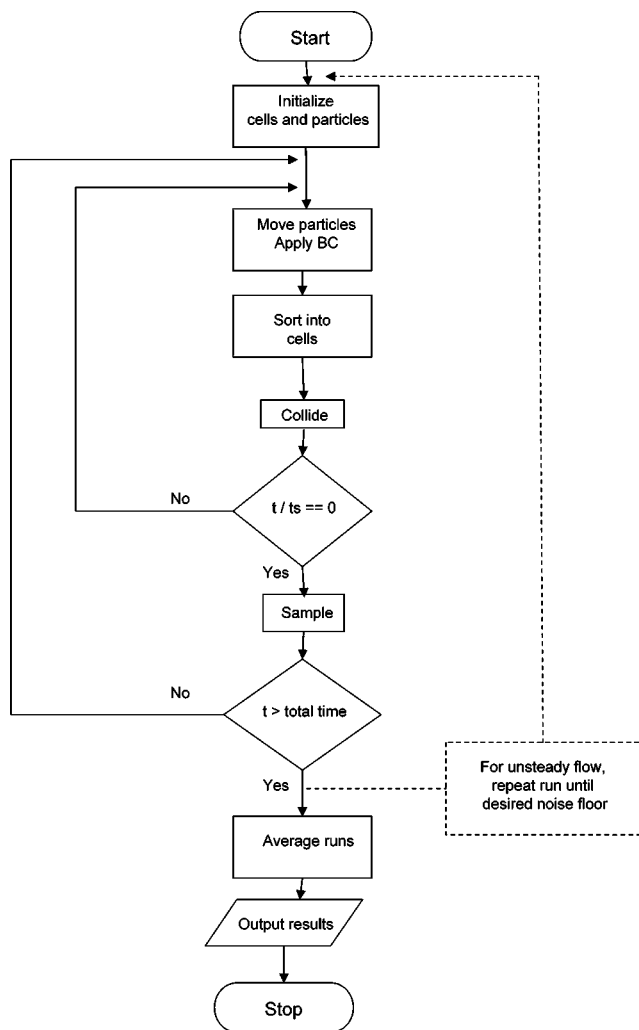 Start
Initialize
cells and particles
Move particles
Apply BC
Sort into
cells
Collide
No
t / ts == 0
Yes
Sample
No
t > total time
Yes
For unsteady flow,
repeat run until
desired noise floor
Average runs
Output results
Stop